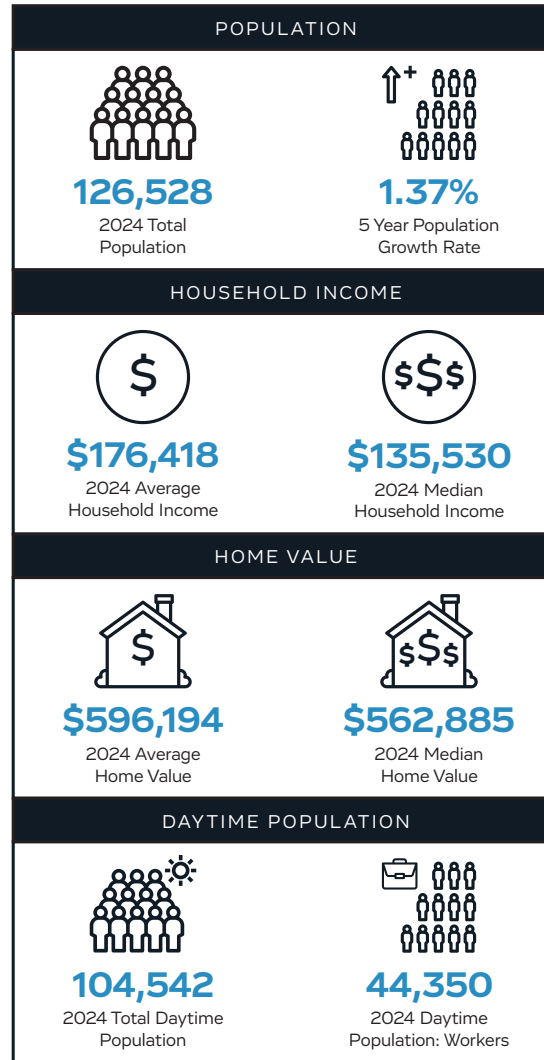 POPULATION
126,528
2024 Total
Population
1.37%
5 Year Population
Growth Rate
HOUSEHOLD INCOME
$
$176,418
2024 Average
Household Income
$$$
$135,530
2024 Median
Household Income
HOME VALUE
$
$596,194
2024 Average
Home Value
$$$
$562,885
2024 Median
Home Value
DAYTIME POPULATION
104,542
2024 Total Daytime
Population
44,350
2024 Daytime
Population: Workers